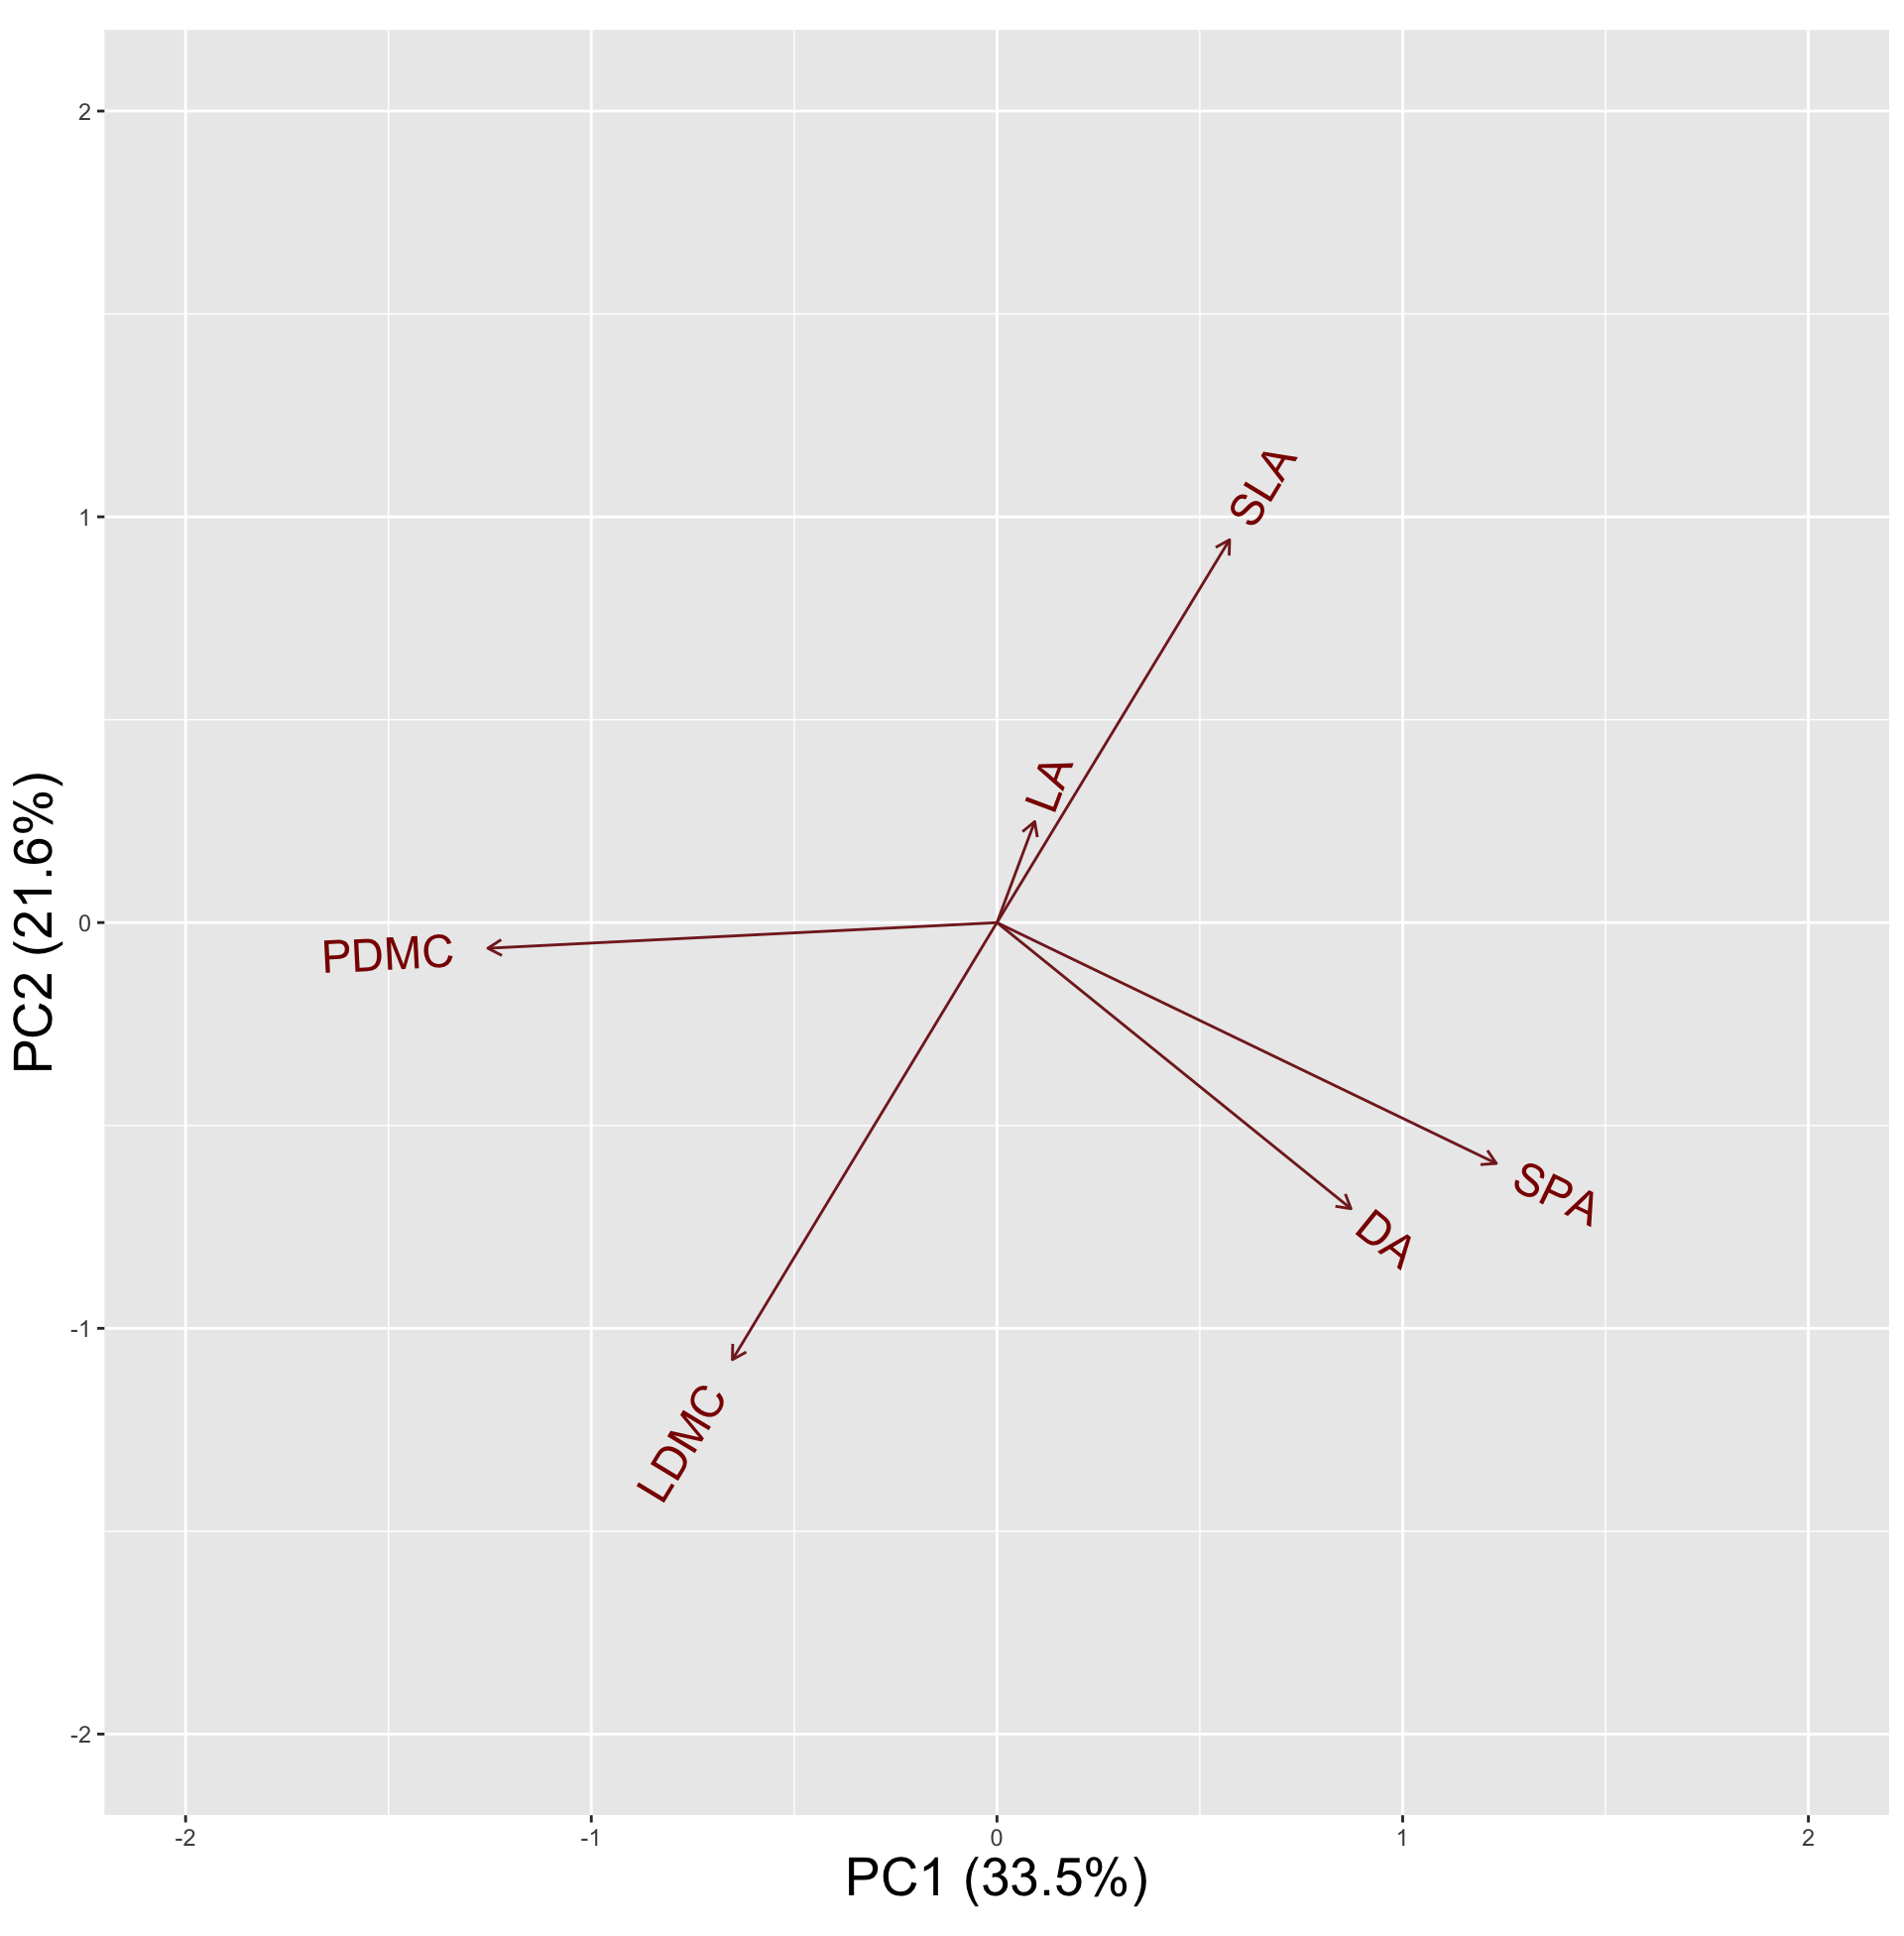 2
1
0
-1
-2
PC2 (21.6%)
SLA
LA
PDMC
SPA
DA
LDMC
-2
-1
0
1
2
PC1 (33.5%)